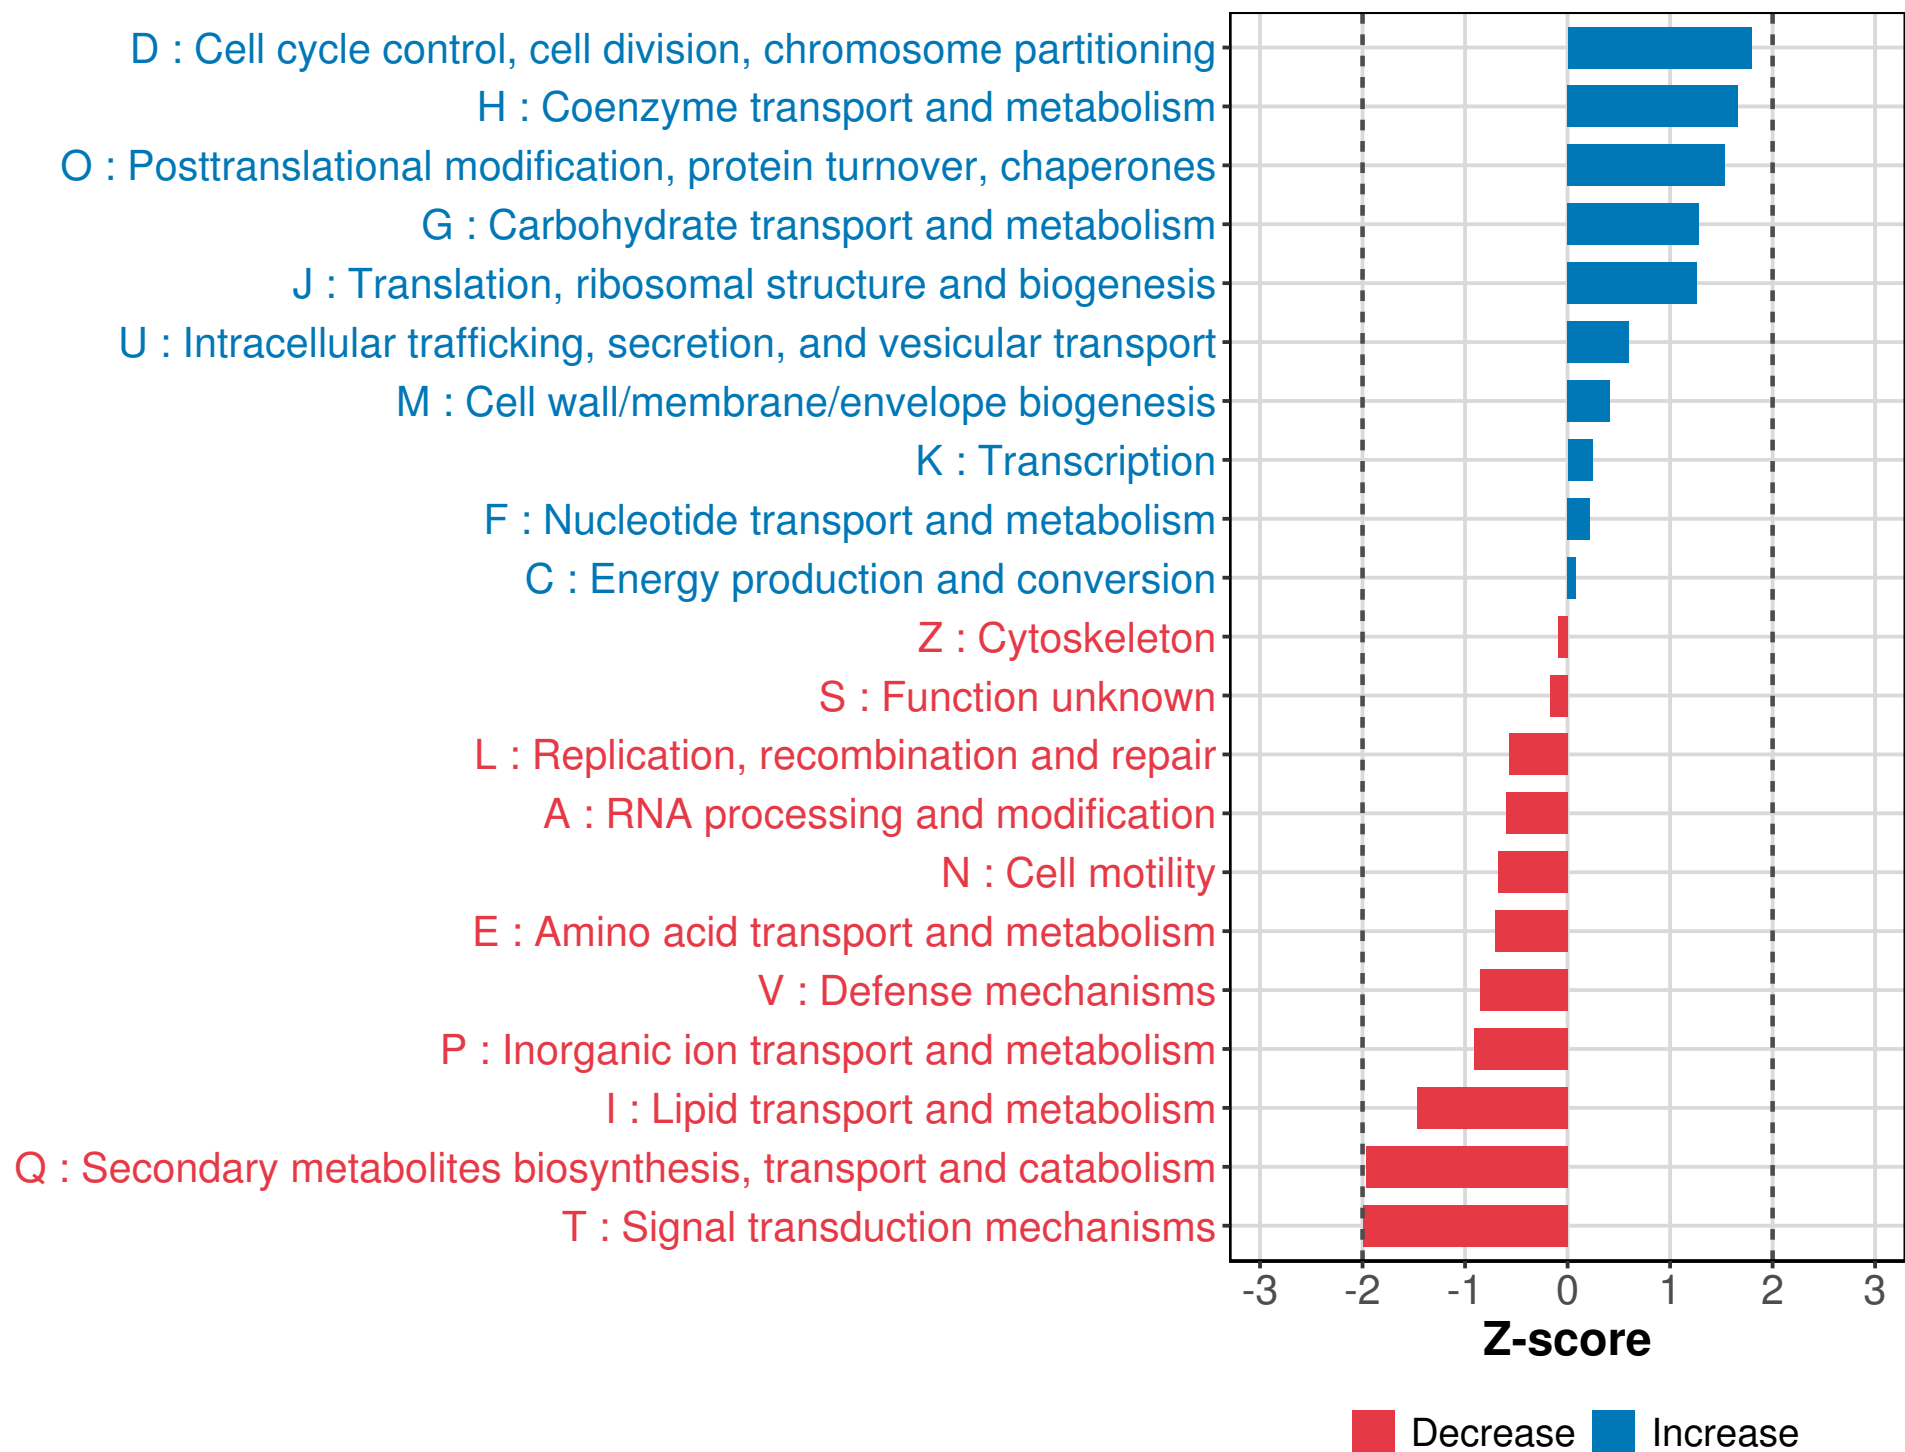 D : Cell cycle control, cell division, chromosome partitioning
H : Coenzyme transport and metabolism
O : Posttranslational modification, protein turnover, chaperones
G : Carbohydrate transport and metabolism
J : Translation, ribosomal structure and biogenesis
U : Intracellular trafficking, secretion, and vesicular transport
M : Cell wall/membrane/envelope biogenesis
K : Transcription
F : Nucleotide transport and metabolism
C : Energy production and conversion
Z : Cytoskeleton
S : Function unknown
L : Replication, recombination and repair
A : RNA processing and modification
N : Cell motility
E : Amino acid transport and metabolism
V : Defense mechanisms
P : Inorganic ion transport and metabolism
I : Lipid transport and metabolism
Q : Secondary metabolites biosynthesis, transport and catabolism
T : Signal transduction mechanisms
-3 -2 -1 0 1 2 3
Z-score
Decrease Increase